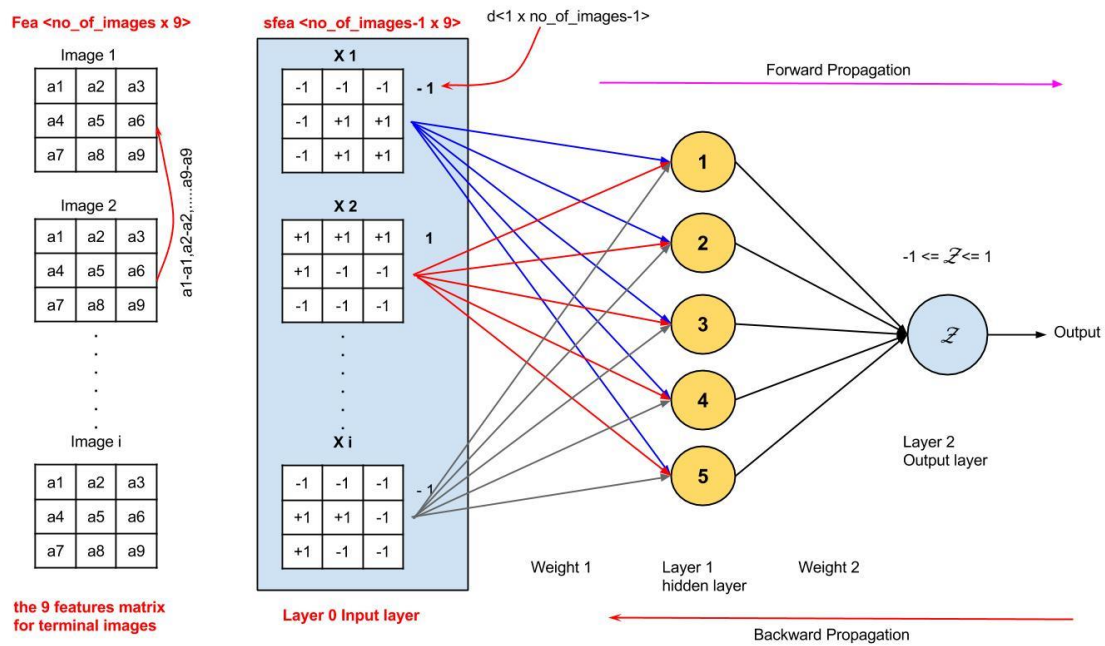 Fea <no_of_images x 9>
Image 1
a1 a2 a3
a4 a5 a6
a7 a8 a9
Image 2
a1 a2 a3
a4 a5 a6
a7 a8 a9
a1-a1,a2-a2,.....a9-a9
Image i
a1 a2 a3
a4 a5 a6
a7 a8 a9
the 9 features matrix
for terminal images
sfea <no_of_images-1 x 9>
d<1 x no_of_images-1>
X 1
-1 -1 -1
-1 +1 +1
-1 +1 +1
- 1
X 2
+1 +1 +1
+1 -1 -1
-1 -1 -1
1
X i
-1 -1 -1
+1 +1 -1
+1 -1 -1
- 1
Layer 0 Input layer
Forward Propagation
1
2
3
4
5
-1 <= Z <= 1
Z
Output
Layer 2
Output layer
Weight 1
Layer 1
hidden layer
Weight 2
Backward Propagation